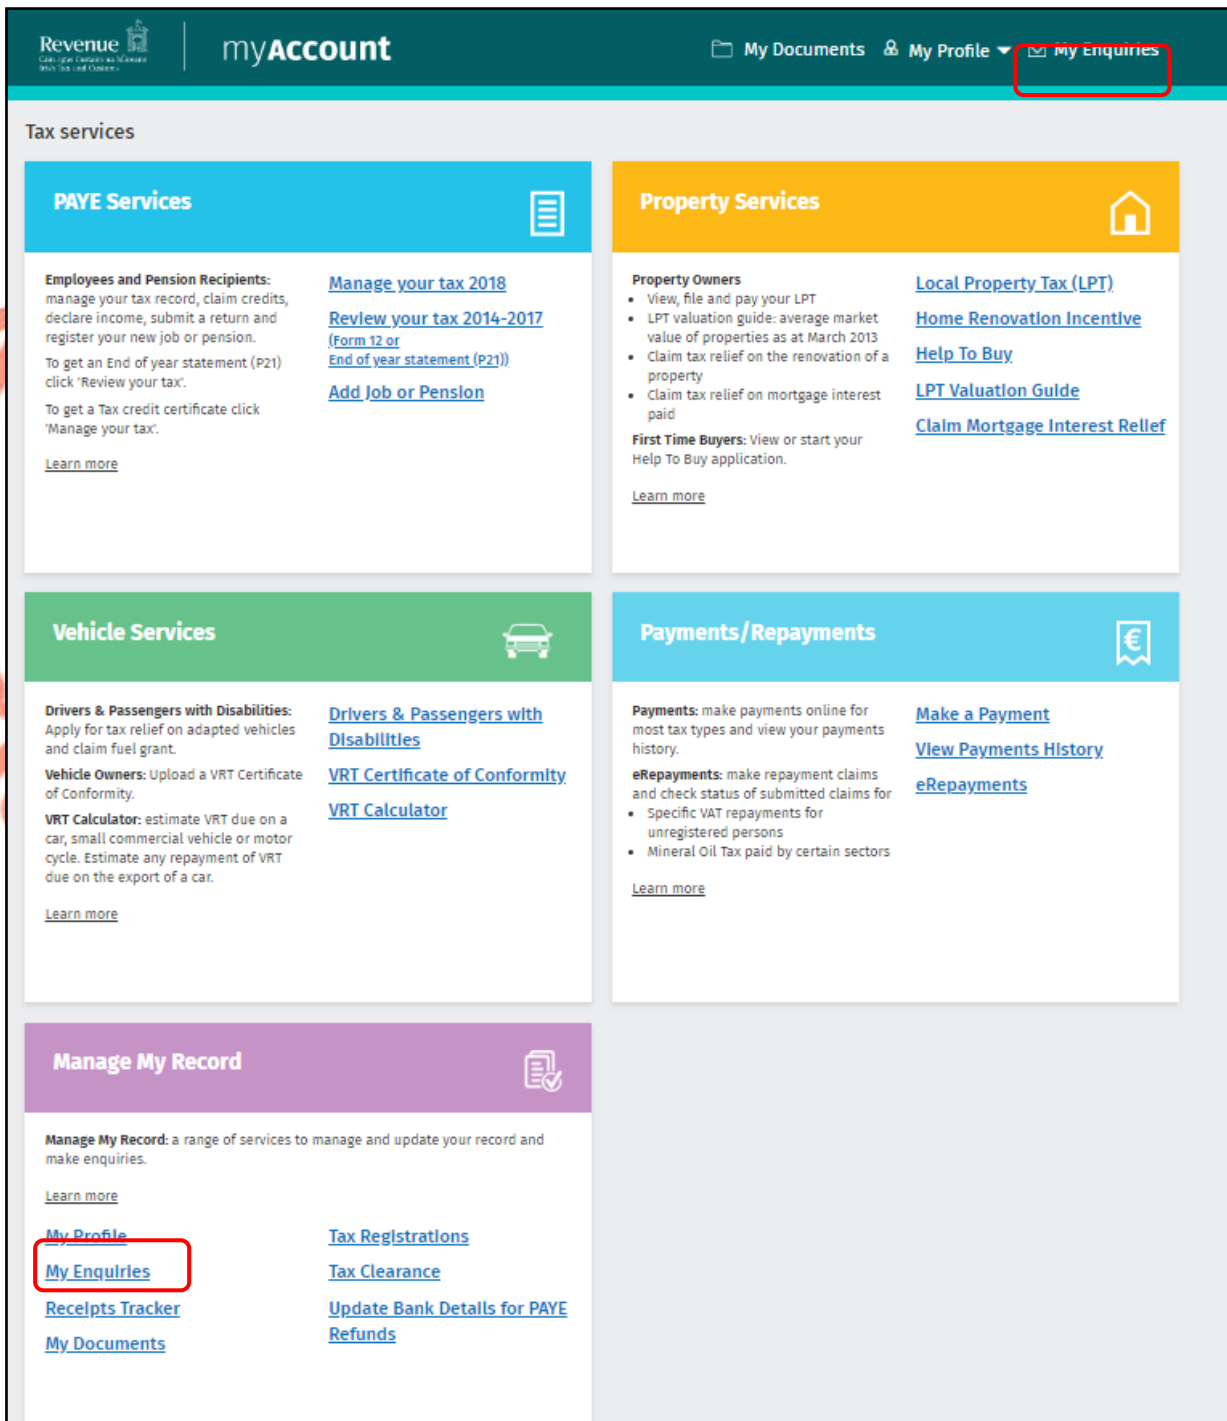 Revenue
Cáin agus Custaim na hÉireann
Irish Tax and Customs
myAccount
My Documents
My Profile
My Enquiries
Tax services
PAYE Services
Employees and Pension Recipients:
manage your tax record, claim credits,
declare income, submit a return and
register your new job or pension.
To get an End of year statement (P21)
click 'Review your tax'.
To get a Tax credit certificate click
'Manage your tax'.
Learn more
Manage your tax 2018
Review your tax 2014-2017
(Form 12 or
End of year statement (P21))
Add Job or Pension
Property Services
Property Owners
• View, file and pay your LPT
• LPT valuation guide: average market
value of properties as at March 2013
• Claim tax relief on the renovation of a
property
• Claim tax relief on mortgage interest
paid
First Time Buyers: View or start your
Help To Buy application.
Learn more
Local Property Tax (LPT)
Home Renovation Incentive
Help To Buy
LPT Valuation Guide
Claim Mortgage Interest Relief
Vehicle Services
Drivers & Passengers with Disabilities:
Apply for tax relief on adapted vehicles
and claim fuel grant.
Vehicle Owners: Upload a VRT Certificate
of Conformity.
VRT Calculator: estimate VRT due on a
car, small commercial vehicle or motor
cycle. Estimate any repayment of VRT
due on the export of a car.
Learn more
Drivers & Passengers with
Disabilities
VRT Certificate of Conformity
VRT Calculator
Payments/Repayments
€
Payments: make payments online for
most tax types and view your payments
history.
eRepayments: make repayment claims
and check status of submitted claims for
• Specific VAT repayments for
unregistered persons
• Mineral Oil Tax paid by certain sectors
Learn more
Make a Payment
View Payments History
eRepayments
Manage My Record
Manage My Record: a range of services to manage and update your record and
make enquiries.
Learn more
My Profile
My Enquiries
Receipts Tracker
My Documents
Tax Registrations
Tax Clearance
Update Bank Details for PAYE
Refunds